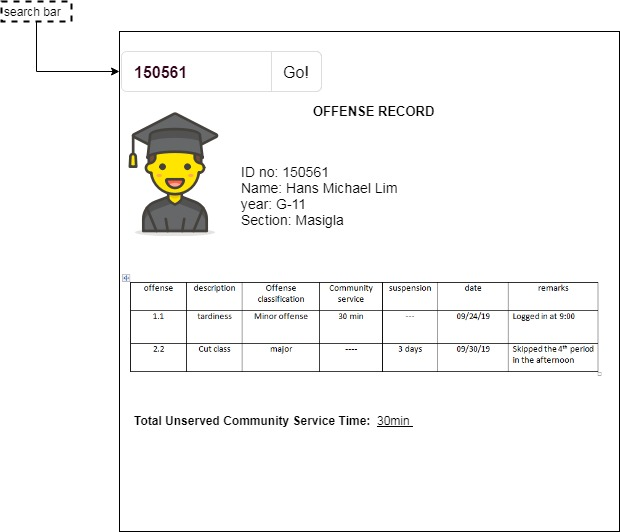 search bar
150561 Go!
OFFENSE RECORD
ID no: 150561
Name: Hans Michael Lim
year: G-11
Section: Masigla
offense description Offense classification Community service suspension date remarks
1.1 tardiness Minor offense 30 min --- 09/24/19 Logged in at 9:00
2.2 Cut class major ---- 3 days 09/30/19 Skipped the 4th period in the afternoon
Total Unserved Community Service Time: 30min